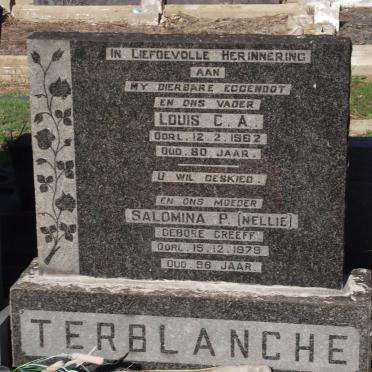 IN LIEFDEVOLLE HERINNERING
AAN
MY DIERBARE EGGENOOT
EN ONS VADER
LOUIS C. A.
OORL. 12.2.1962
OUD. 80 JAAR.
U WIL GESKIED.
EN ONS MOEDER
SALOMINA P. (NELLIE)
GEBORE GREEFF
OORL. 15.12.1979
OUD. 96 JAAR.
TERBLANCHE